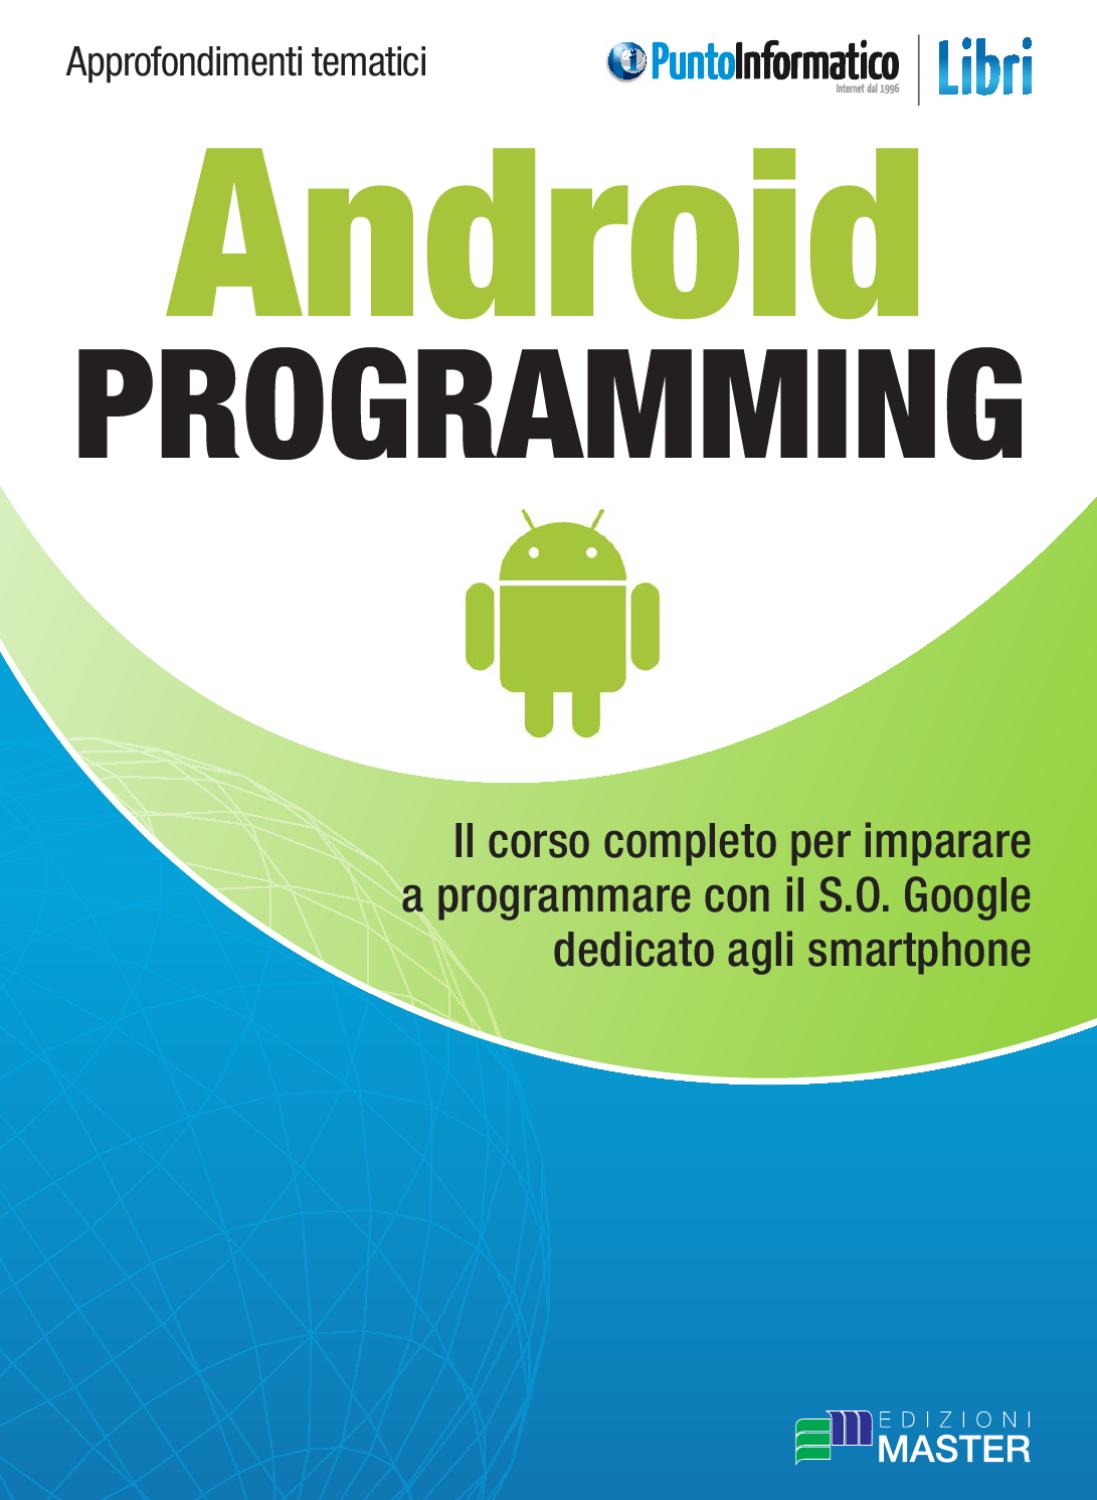 Approfondimenti tematici
PuntoInformatico
Internet dal 1996
Libri
Android
PROGRAMMING
Il corso completo per imparare
a programmare con il S.O. Google
dedicato agli smartphone
EDIZIONI
MASTER